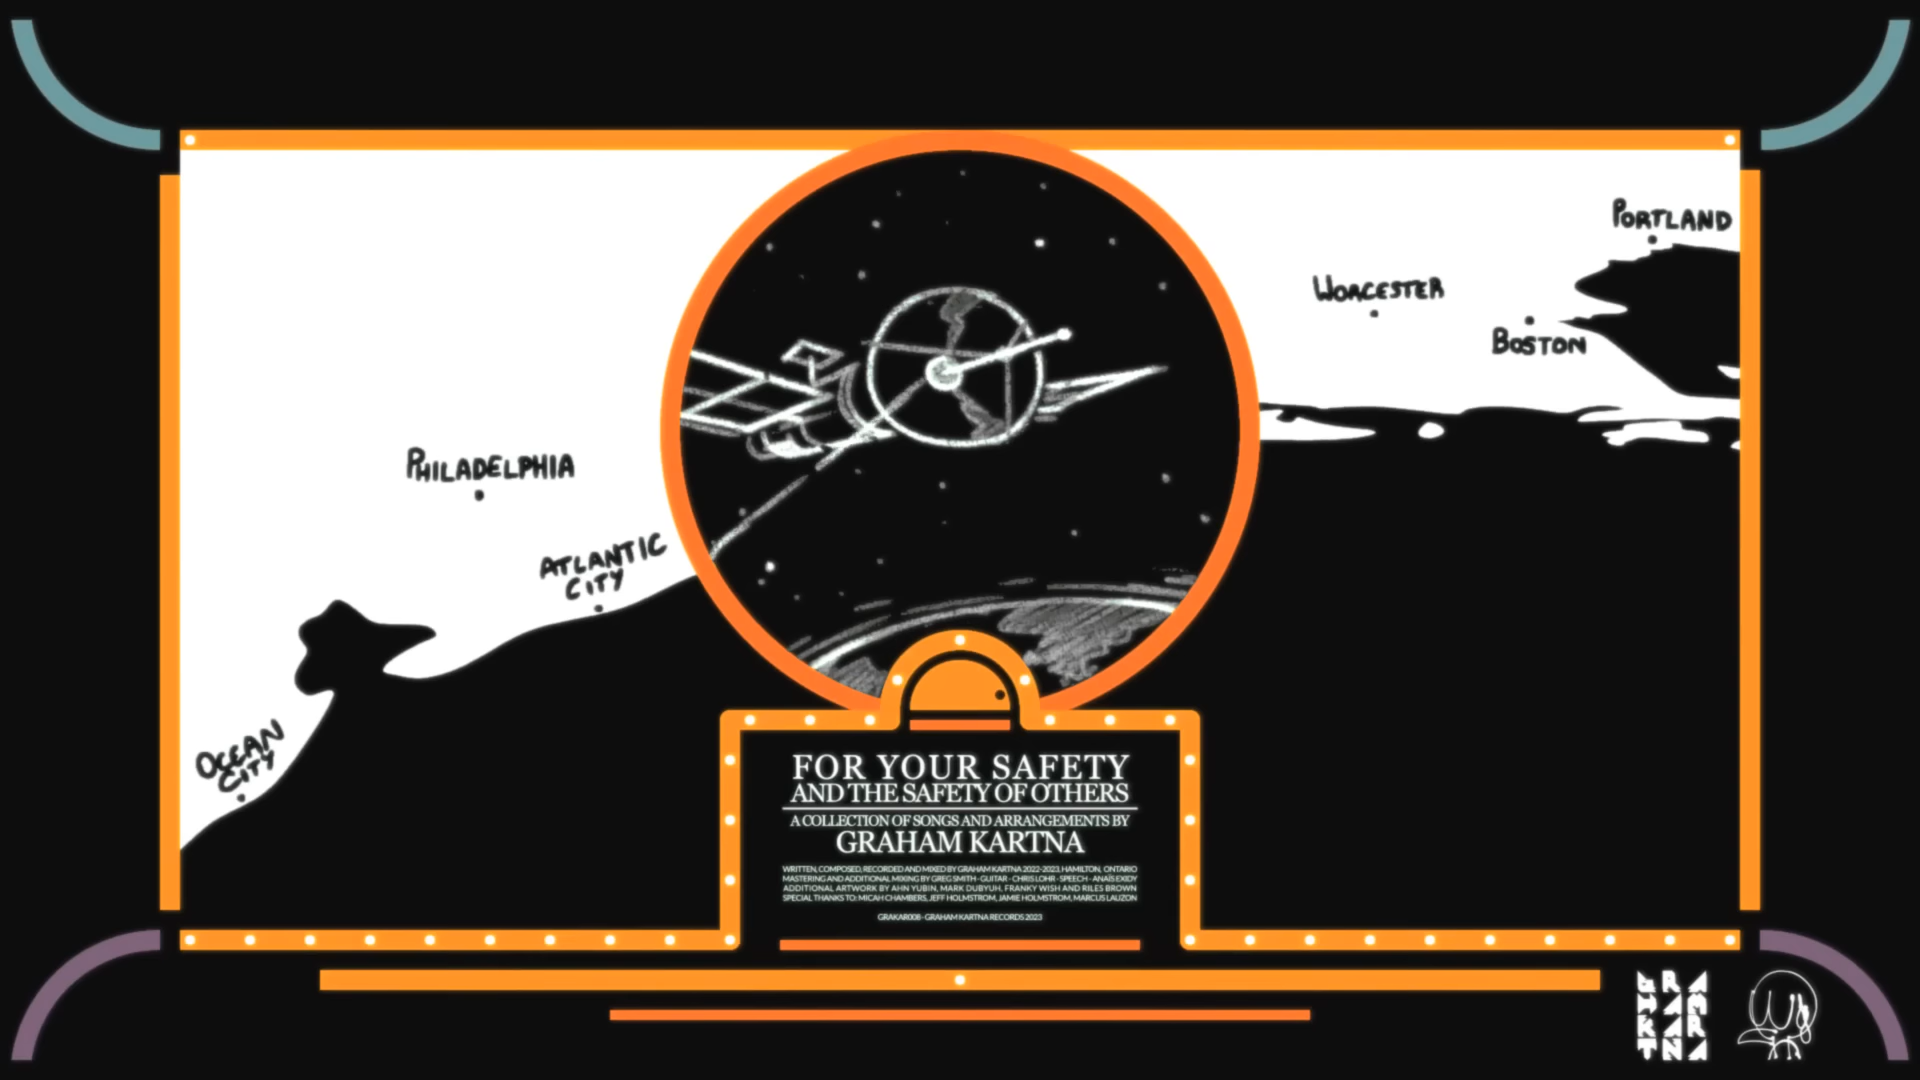 PORTLAND
WORCESTER
BOSTON
PHILADELPHIA
ATLANTIC
CITY
OCEAN
CITY
FOR YOUR SAFETY
AND THE SAFETY OF OTHERS
A COLLECTION OF SONGS AND ARRANGEMENTS BY
GRAHAM KARTNA
WRITTEN, COMPOSED, RECORDED AND MIXED BY GRAHAM KARTNA 2022-2023, HAMILTON, ONTARIO
MASTERING AND ADDITIONAL MIXING BY GREG SMITH - GUITAR - CHRIS LOHR - SPEECH - ANAÏS EXIDY
ADDITIONAL ARTWORK BY AHN YUBIN, MARK DUBYUH, FRANKY WISH AND RILES BROWN
SPECIAL THANKS TO: MICAH CHAMBERS, JEFF HOLMSTROM, JAMIE HOLMSTROM, MARCUS LAUZON
GRAKAR008 - GRAHAM KARTNA RECORDS 2023
GRA
HAM
KAR
TNA